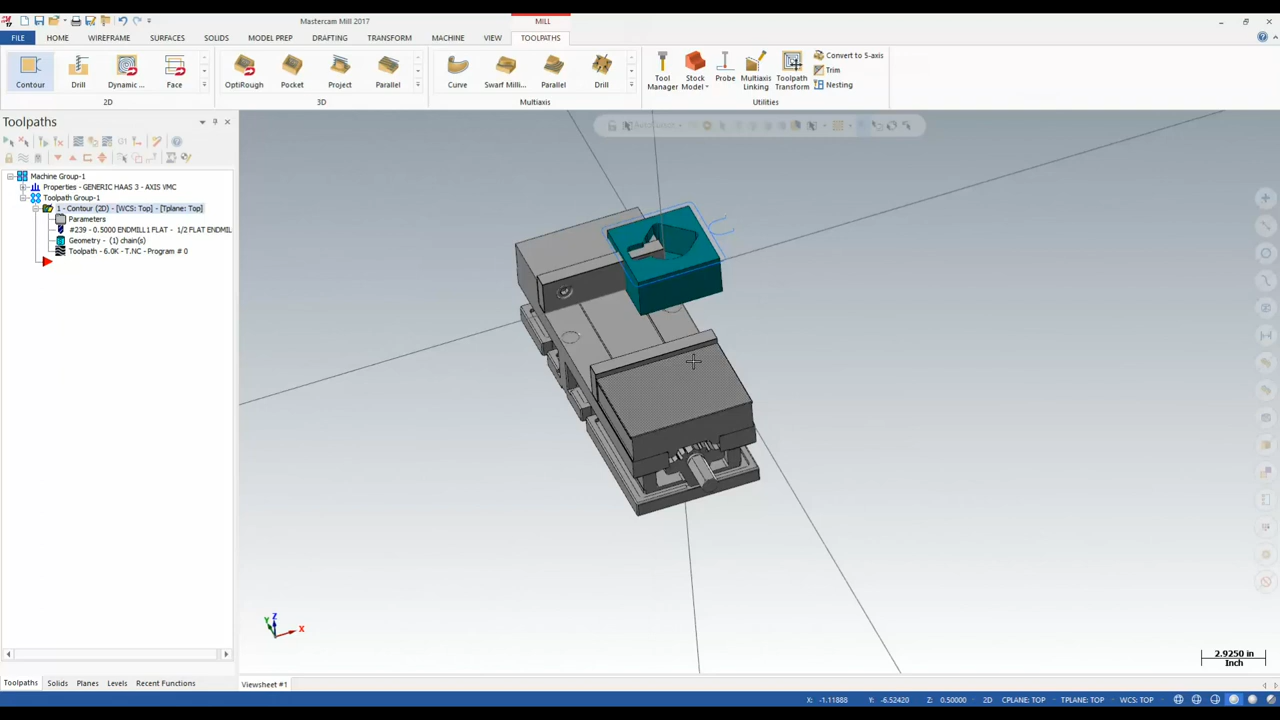 Mastercam Mill 2017
MILL
FILE HOME WIREFRAME SURFACES SOLIDS MODEL PREP DRAFTING TRANSFORM MACHINE VIEW TOOLPATHS
Contour Drill Dynamic ... Face
2D
OptiRough Pocket Project Parallel
3D
Curve Swarf Milli... Parallel Drill
Multiaxis
Tool Manager Stock Model Probe Multiaxis Linking Toolpath Transform
Convert to 5-axis
Trim
Nesting
Utilities
Toolpaths
Machine Group-1
Properties - GENERIC HAAS 3 - AXIS VMC
Toolpath Group-1
1 - Contour (2D) - [WCS: Top] - [Tplane: Top]
Parameters
#239 - 0.5000 ENDMILL1 FLAT - 1/2 FLAT ENDMIL
Geometry - (1) chain(s)
Toolpath - 6.0K - T.NC - Program # 0
Z
Y
X
2.9250 in
Inch
Toolpaths Solids Planes Levels Recent Functions
Viewsheet #1
X: -1.11888 Y: -6.52420 Z: 0.50000 2D CPLANE: TOP TPLANE: TOP WCS: TOP